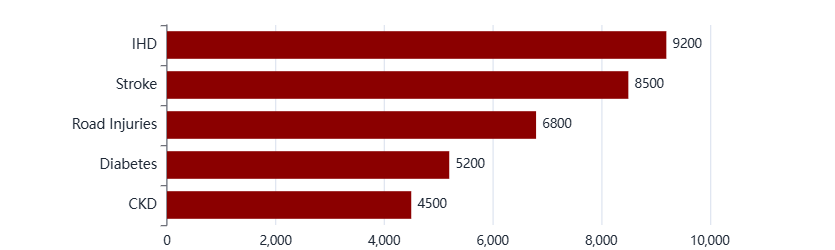 IHD 9200
Stroke 8500
Road Injuries 6800
Diabetes 5200
CKD 4500
0 2,000 4,000 6,000 8,000 10,000